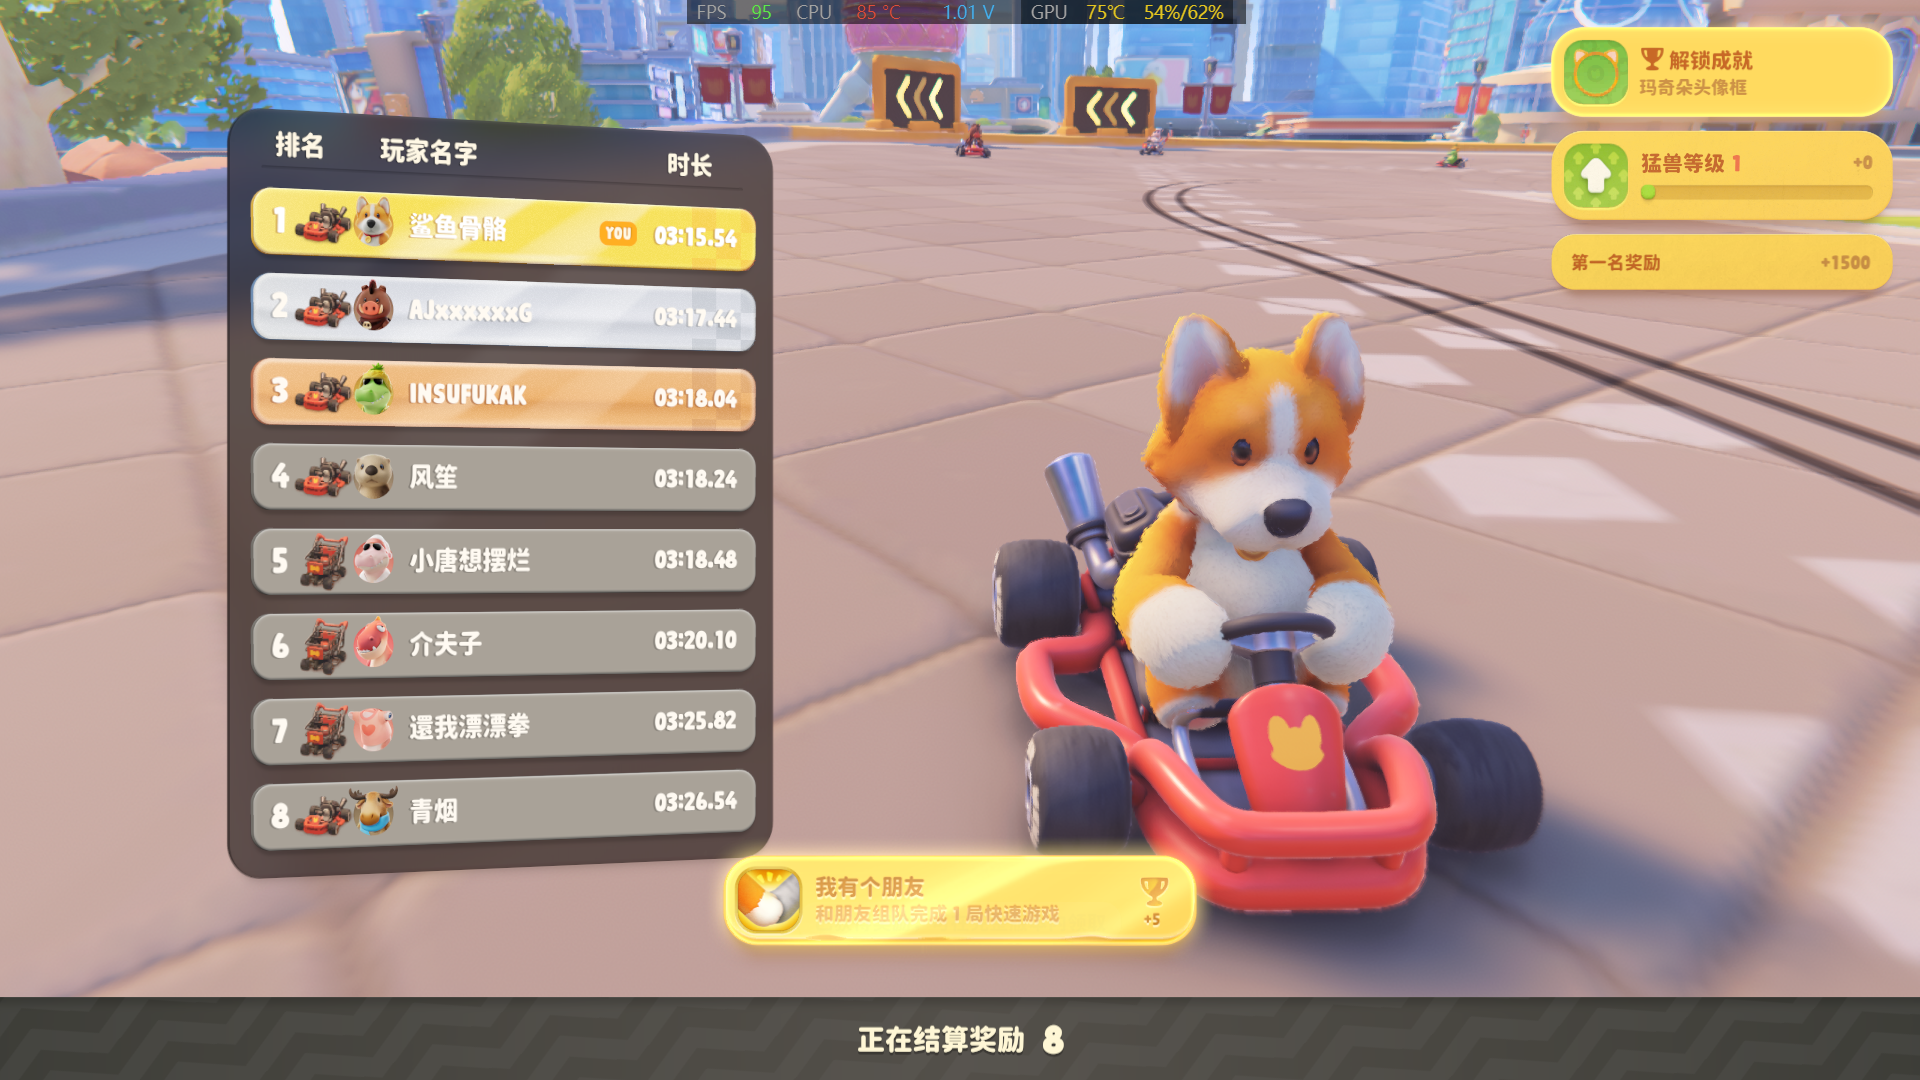 FPS 95 CPU 85 °C 1.01 V GPU 75℃ 54%/62%
排名 玩家名字 时长
1 鲨鱼骨骼 YOU 03:15.54
2 AJxxxxxxG 03:17.44
3 INSUFUKAK 03:18.04
4 风笙 03:18.24
5 小唐想摆烂 03:18.48
6 介夫子 03:20.10
7 還我漂漂拳 03:25.82
8 青烟 03:26.54
解锁成就
玛奇朵头像框
猛兽等级 1 +0
第一名奖励 +1500
我有个朋友
和朋友组队完成 1 局快速游戏
+5
正在结算奖励 8